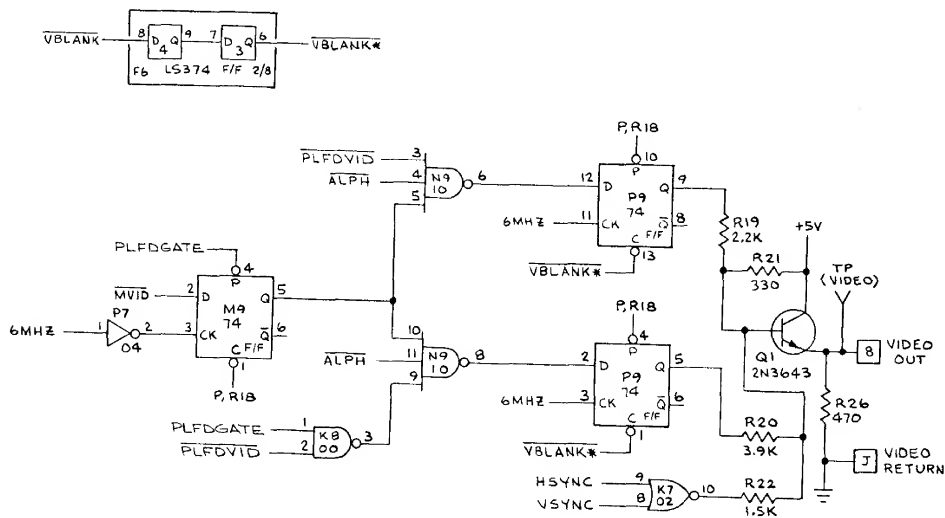 VBLANK 8 D Q 9 7 D Q 6 VBLANK*
4 3
F6 LS374 F/F 2/8
P,R18
10
PLFDVID 3
ALPH 4 N9 6
10
5
12 D P Q 9
P9
74
6MHZ 11 CK Q 8
C F/F
13
VBLANK*
R19
2.2K
+5V
R21
330
TP
(VIDEO)
PLFDGATE
4
P
MVID 2 D Q 5
M9
74
P7
6MHZ 1 2 3 CK Q 6
04
C F/F
1
P,R18
P,R18
4
10
ALPH 11 N9 8
10
9
2 D P Q 5
P9
74
6MHZ 3 CK Q 6
C F/F
1
VBLANK*
Q1
2N3643
8 VIDEO
OUT
R26
470
R20
3.9K
J VIDEO
RETURN
PLFDGATE 1
K8 3
PLFDVID 2 00
HSYNC 9
K7 10
VSYNC 8 02
R22
1.5K